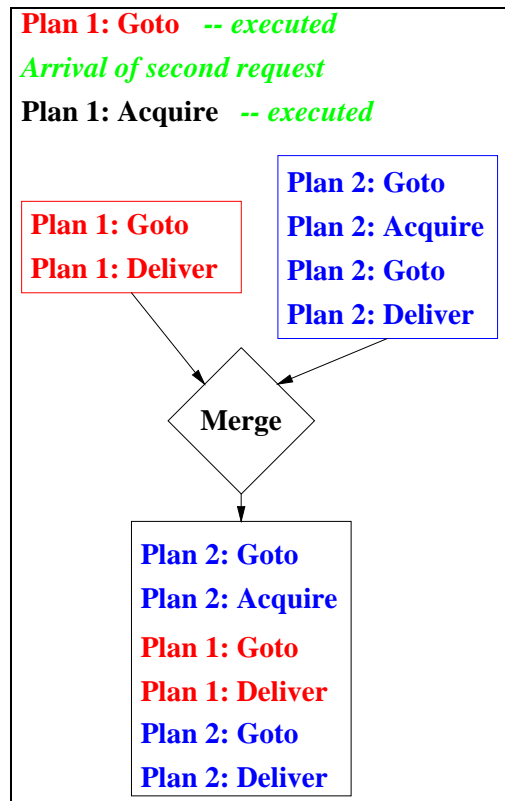 Plan 1: Goto -- executed
Arrival of second request
Plan 1: Acquire -- executed
Plan 1: Goto
Plan 1: Deliver
Plan 2: Goto
Plan 2: Acquire
Plan 2: Goto
Plan 2: Deliver
Merge
Plan 2: Goto
Plan 2: Acquire
Plan 1: Goto
Plan 1: Deliver
Plan 2: Goto
Plan 2: Deliver